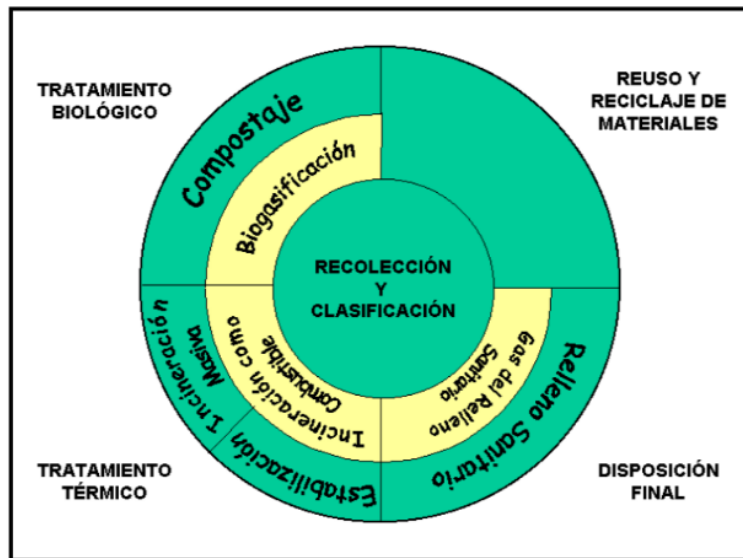 TRATAMIENTO
BIOLÓGICO
REUSO Y
RECICLAJE DE
MATERIALES
Compostaje
Biogasificación
RECOLECCIÓN
Y
CLASIFICACIÓN
Incineración
Masiva
Incineración como
Combustible
Gas del Relleno
Sanitario
Relleno Sanitario
Estabilización
TRATAMIENTO
TÉRMICO
DISPOSICIÓN
FINAL